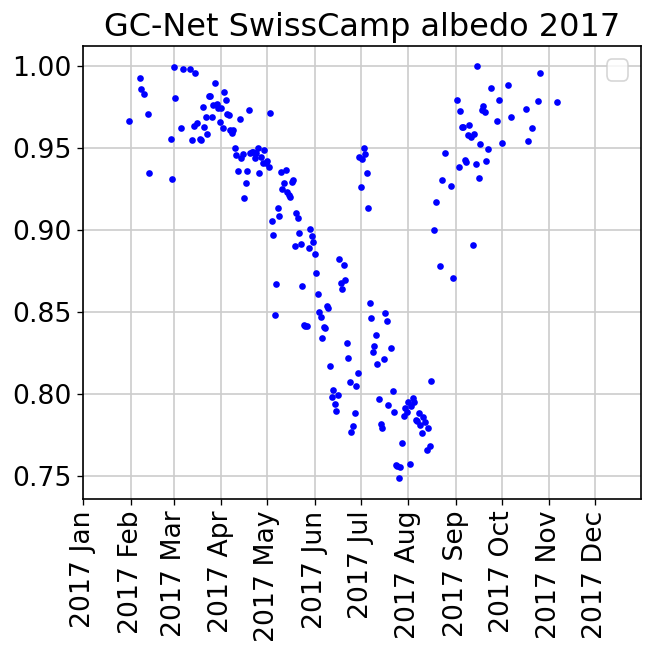 GC-Net SwissCamp albedo 2017
1.00
0.95
0.90
0.85
0.80
0.75
2017 Jan
2017 Feb
2017 Mar
2017 Apr
2017 May
2017 Jun
2017 Jul
2017 Aug
2017 Sep
2017 Oct
2017 Nov
2017 Dec